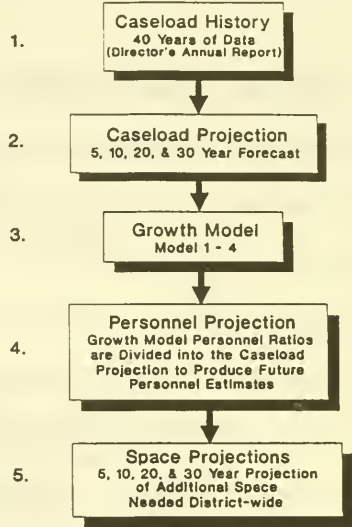 1.
Caseload History
40 Years of Data
(Director's Annual Report)
2.
Caseload Projection
5, 10, 20, & 30 Year Forecast
3.
Growth Model
Model 1 - 4
4.
Personnel Projection
Growth Model Personnel Ratios
are Divided into the Caseload
Projection to Produce Future
Personnel Estimates
5.
Space Projections
5, 10, 20, & 30 Year Projection
of Additional Space
Needed District-wide